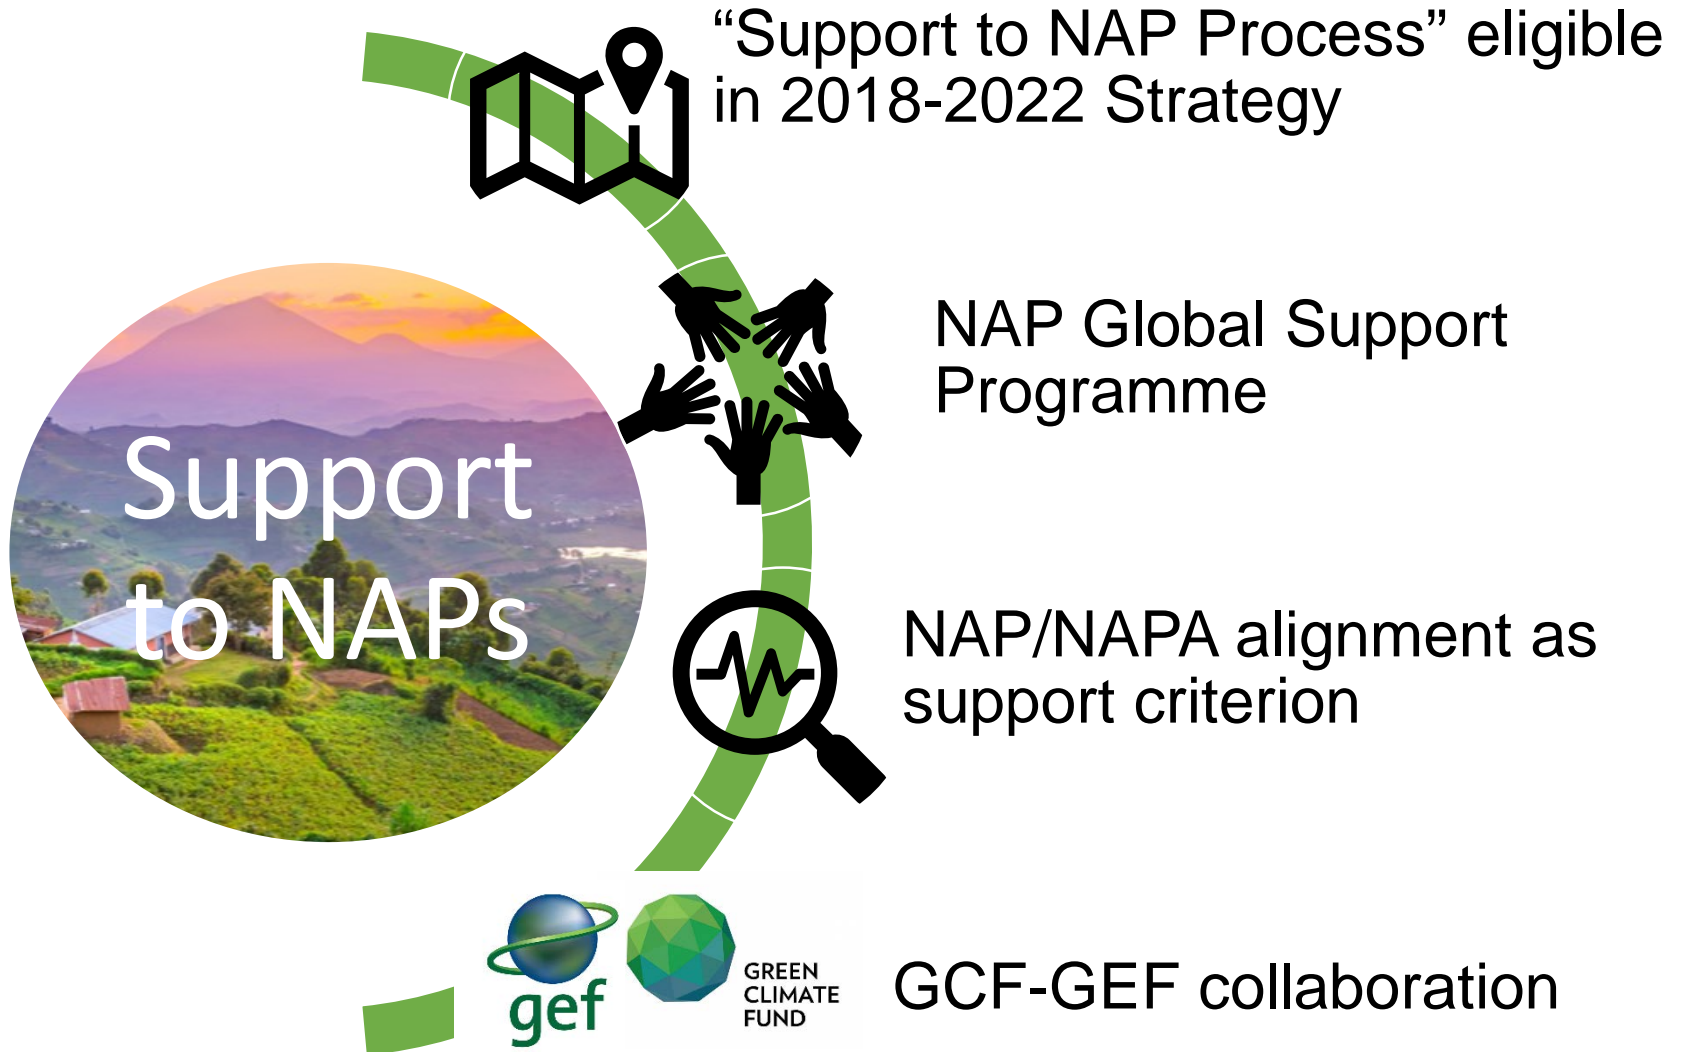 “Support to NAP Process” eligible
in 2018-2022 Strategy
Support
to NAPs
NAP Global Support
Programme
NAP/NAPA alignment as
support criterion
gef
GREEN
CLIMATE
FUND
GCF-GEF collaboration